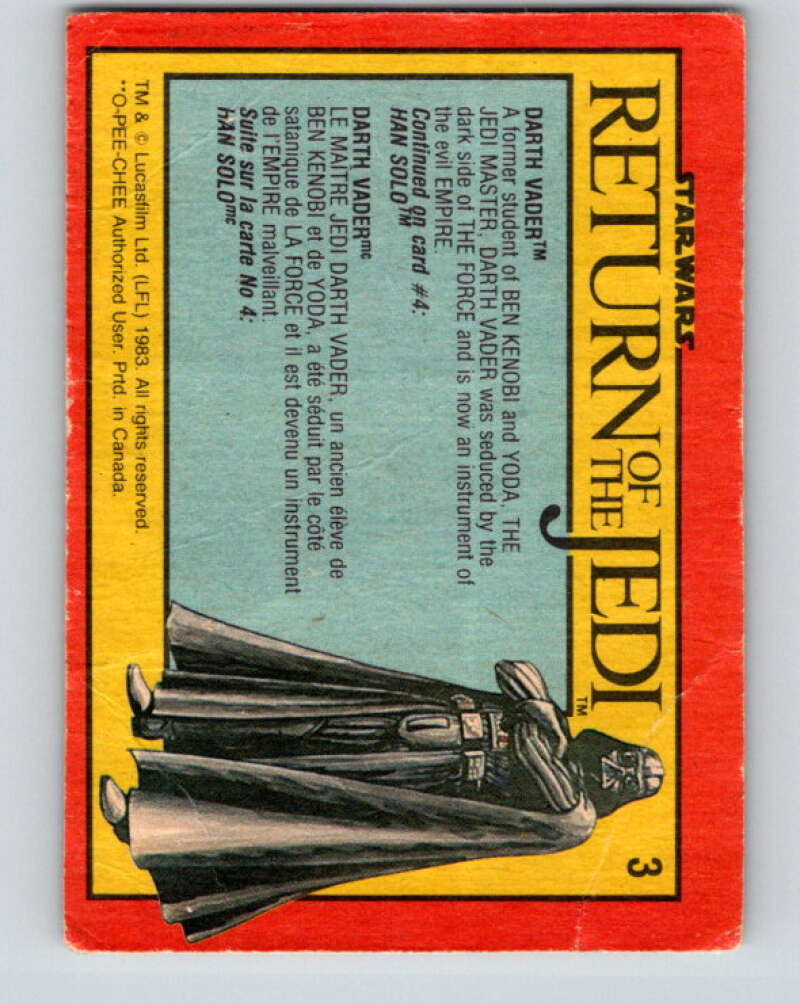 STAR WARS
RETURN OF THE JEDI™
3
DARTH VADER™
A former student of BEN KENOBI and YODA, THE
JEDI MASTER, DARTH VADER was seduced by the
dark side of THE FORCE and is now an instrument of
the evil EMPIRE.
Continued on card #4:
HAN SOLO™
DARTH VADERmc
LE MAITRE JEDI DARTH VADER, un ancien élève de
BEN KENOBI et de YODA, a été séduit par le côté
satanique de LA FORCE et il est devenu un instrument
de l'EMPIRE malveillant.
Suite sur la carte No 4:
HAN SOLOmc
TM & © Lucasfilm Ltd. (LFL) 1983. All rights reserved.
**O-PEE-CHEE Authorized User. Prtd. in Canada.